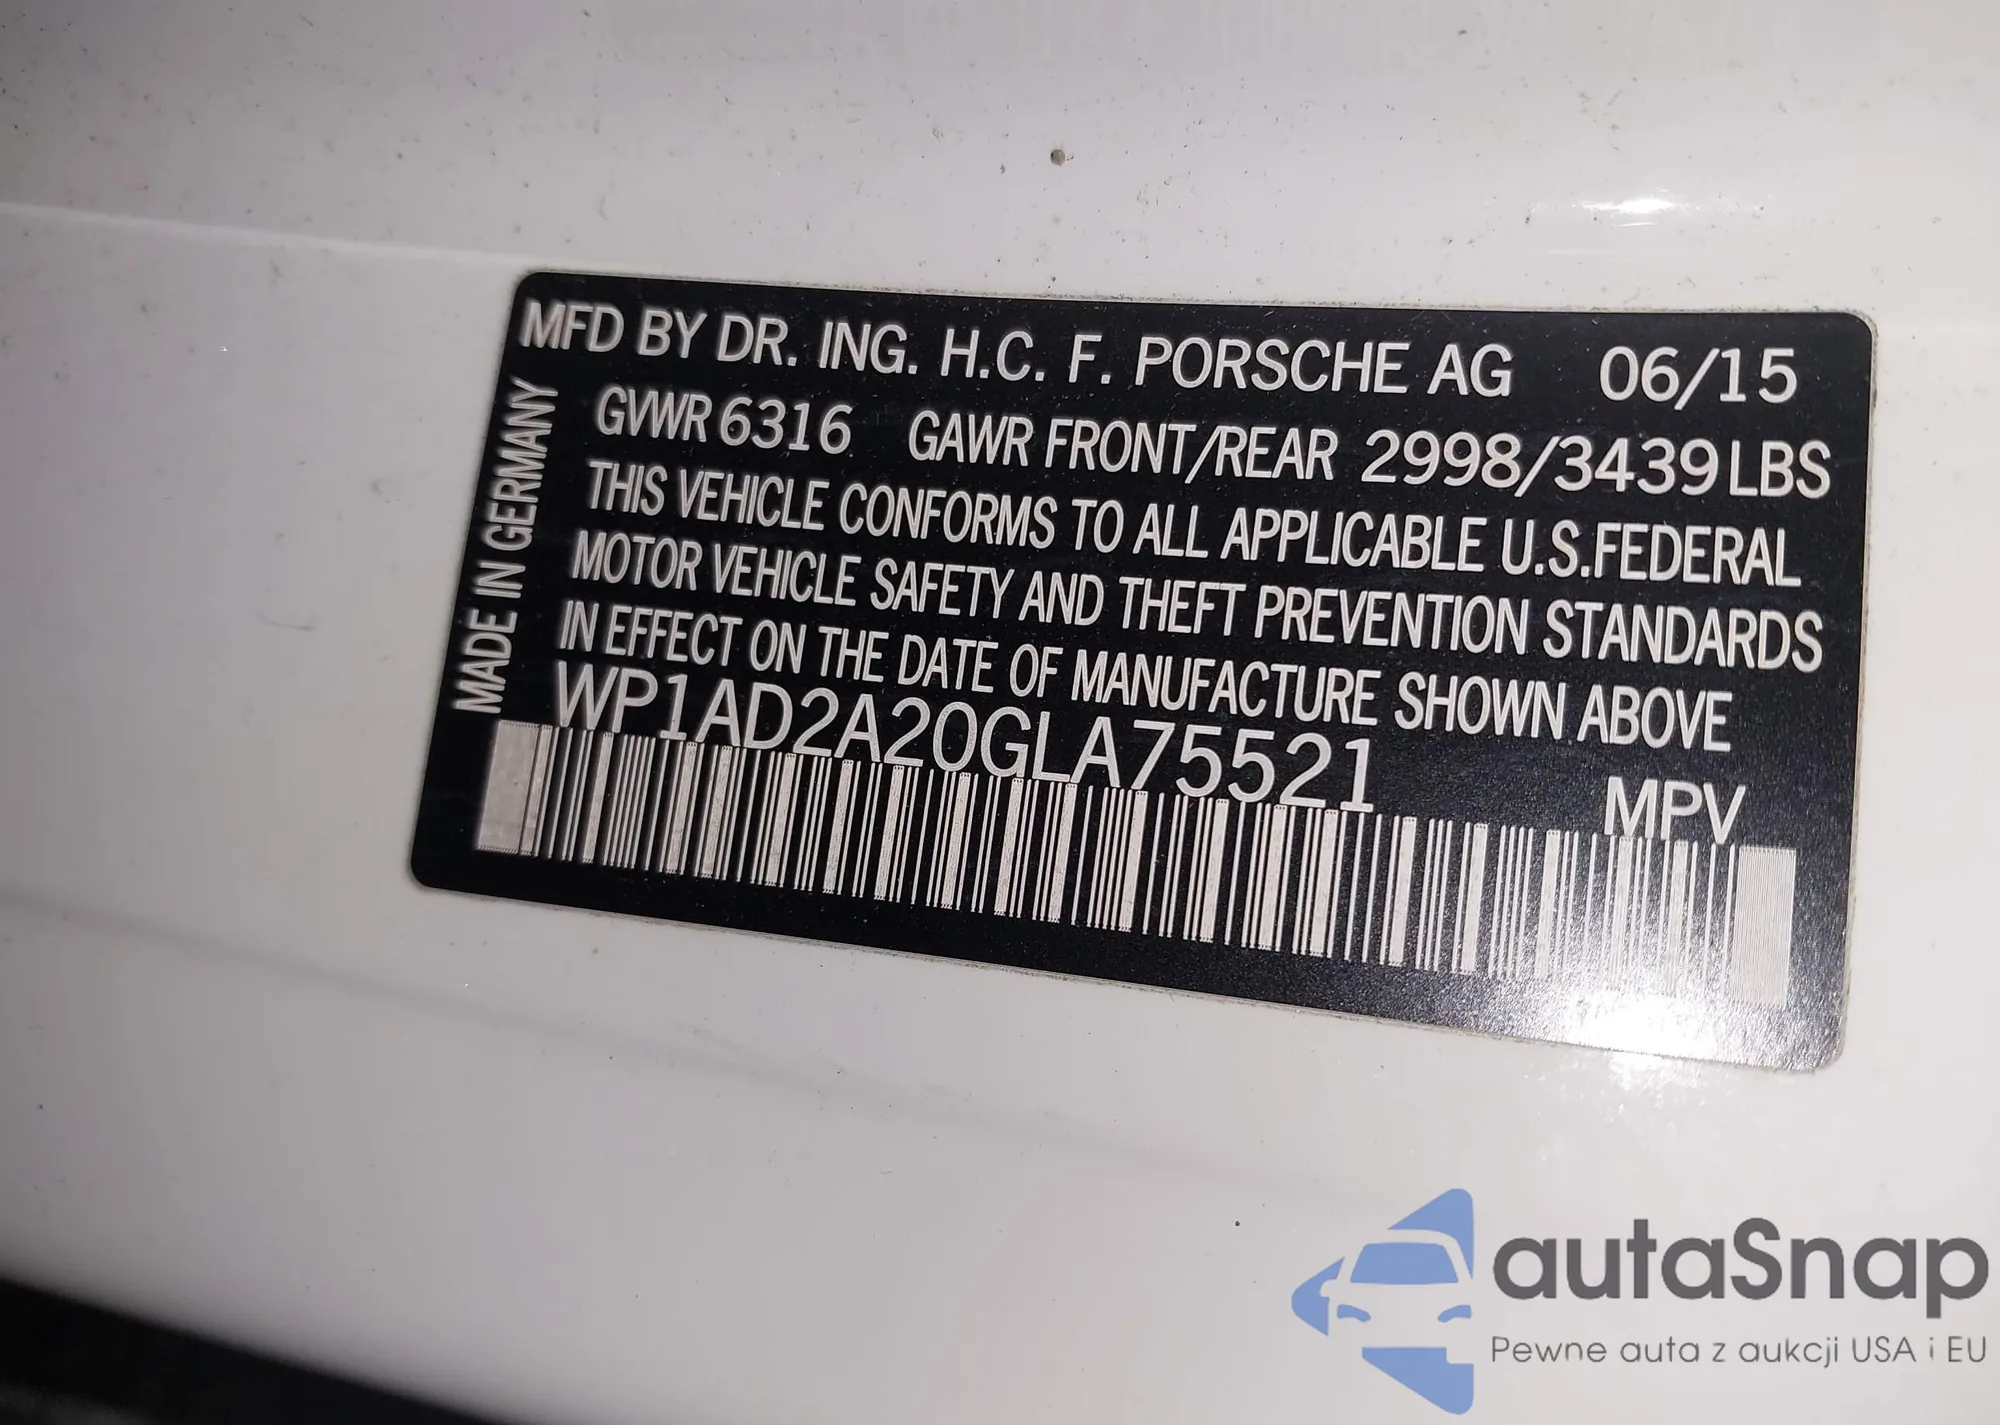 MFD BY DR. ING. H.C. F. PORSCHE AG 06/15
GVWR 6316 GAWR FRONT/REAR 2998/3439 LBS
THIS VEHICLE CONFORMS TO ALL APPLICABLE U.S.FEDERAL
MOTOR VEHICLE SAFETY AND THEFT PREVENTION STANDARDS
IN EFFECT ON THE DATE OF MANUFACTURE SHOWN ABOVE
WP1AD2A20GLA75521
MPV
MADE IN GERMANY
autaSnap
Pewne auta z aukcji USA i EU